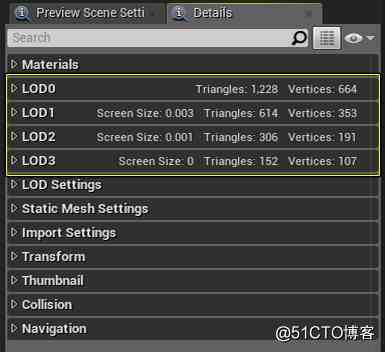 Preview Scene Setti
Details
Search
Materials
LOD0 Triangles: 1,228 Vertices: 664
LOD1 Screen Size: 0.003 Triangles: 614 Vertices: 353
LOD2 Screen Size: 0.001 Triangles: 306 Vertices: 191
LOD3 Screen Size: 0 Triangles: 152 Vertices: 107
LOD Settings
Static Mesh Settings
Import Settings
Transform
Thumbnail
Collision
Navigation
@51CTO博客